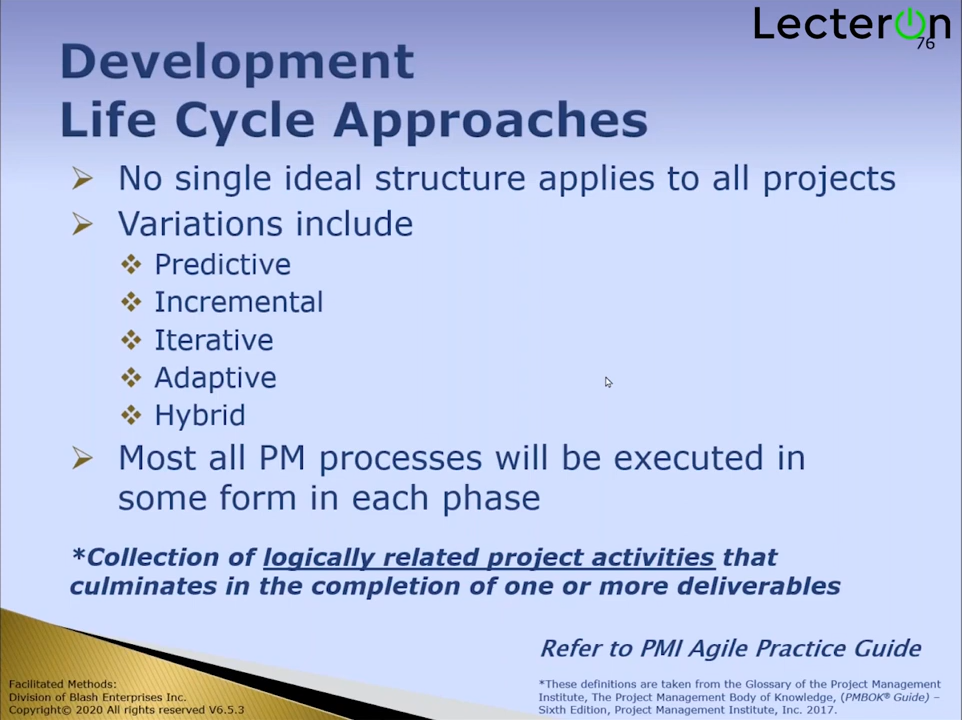 LecterOn
76
Development
Life Cycle Approaches
No single ideal structure applies to all projects
Variations include
Predictive
Incremental
Iterative
Adaptive
Hybrid
Most all PM processes will be executed in
some form in each phase
*Collection of logically related project activities that
culminates in the completion of one or more deliverables
Refer to PMI Agile Practice Guide
Facilitated Methods:
Division of Blash Enterprises Inc.
Copyright© 2020 All rights reserved V6.5.3
*These definitions are taken from the Glossary of the Project Management
Institute, The Project Management Body of Knowledge, (PMBOK® Guide) –
Sixth Edition, Project Management Institute, Inc. 2017.